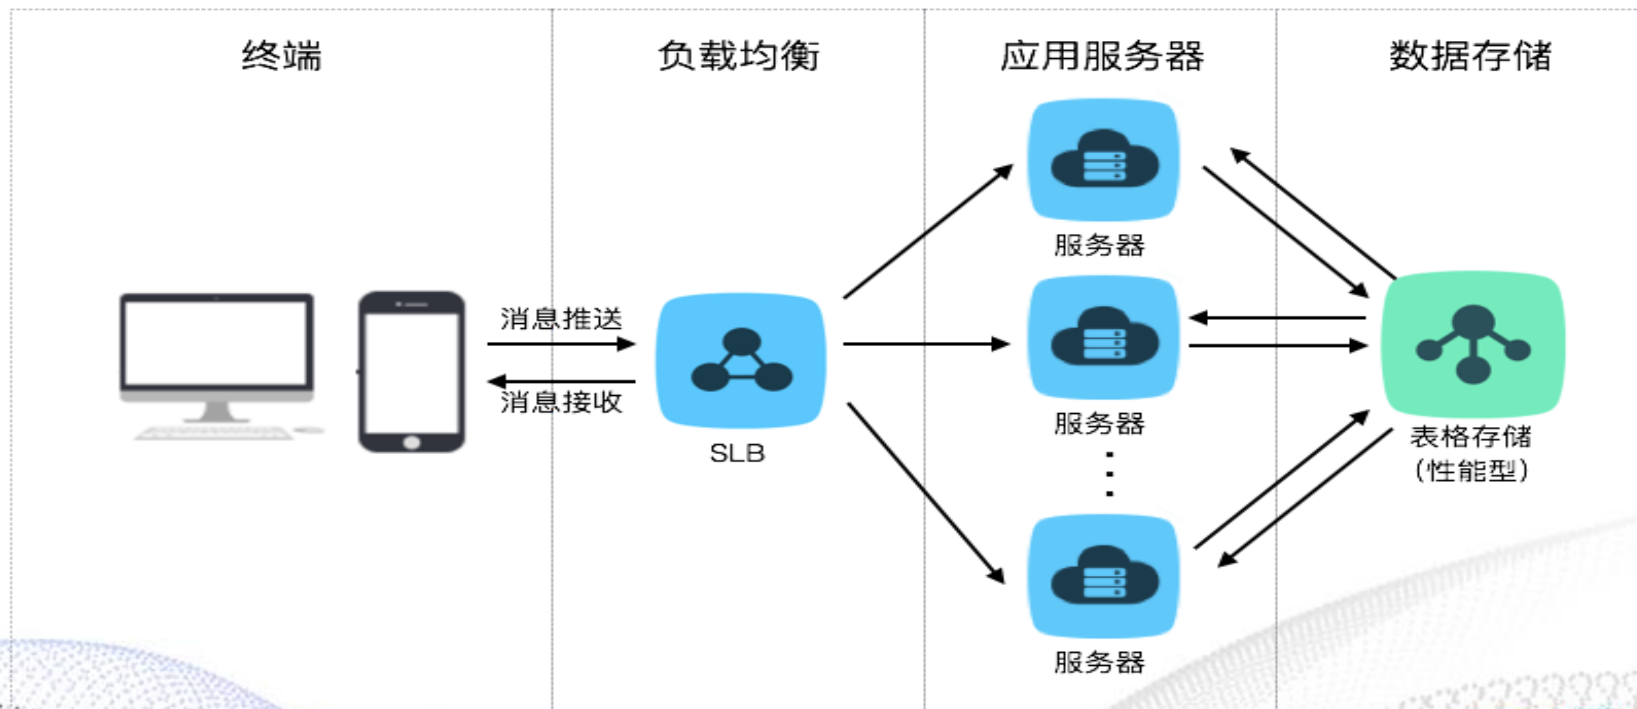 终端
负载均衡
应用服务器
数据存储
消息推送
消息接收
SLB
服务器
服务器
服务器
表格存储
（性能型）